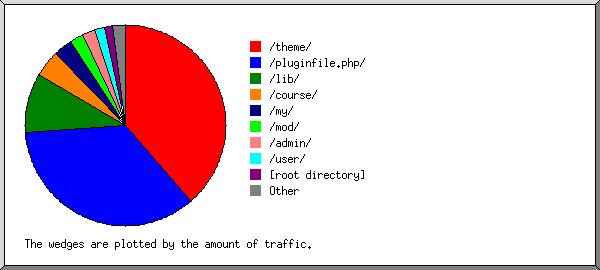 /theme/
/pluginfile.php/
/lib/
/course/
/my/
/mod/
/admin/
/user/
[root directory]
Other
The wedges are plotted by the amount of traffic.